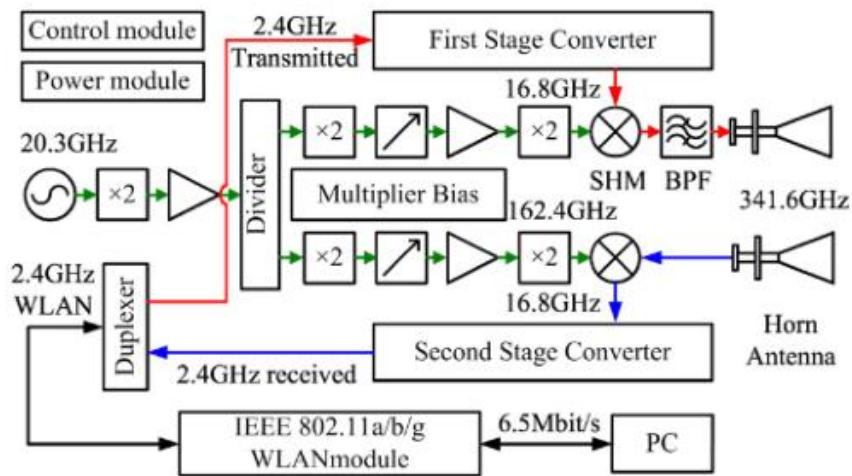 Control module
Power module
2.4GHz
Transmitted
First Stage Converter
16.8GHz
20.3GHz
×2
Divider
×2
×2
SHM
BPF
Multiplier Bias
162.4GHz
341.6GHz
×2
×2
16.8GHz
2.4GHz
WLAN
Duplexer
Second Stage Converter
Horn
Antenna
2.4GHz received
IEEE 802.11a/b/g
WLANmodule
6.5Mbit/s
PC